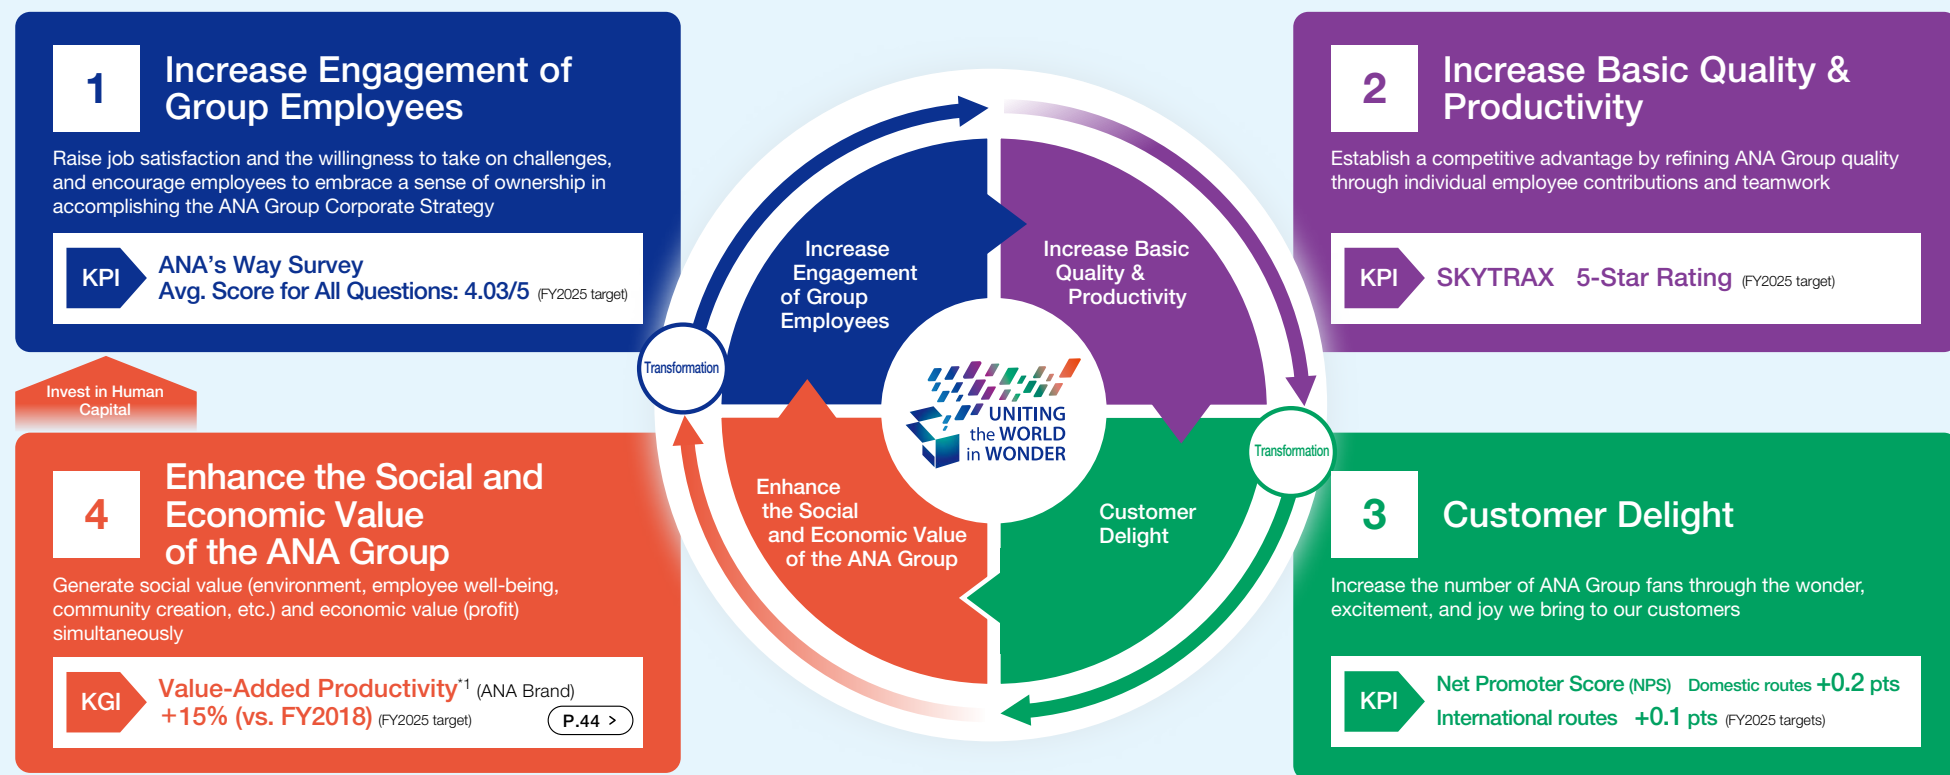 1
Increase Engagement of
Group Employees
Raise job satisfaction and the willingness to take on challenges,
and encourage employees to embrace a sense of ownership in
accomplishing the ANA Group Corporate Strategy
KPI
ANA's Way Survey
Avg. Score for All Questions: 4.03/5 (FY2025 target)
2
Increase Basic Quality &
Productivity
Establish a competitive advantage by refining ANA Group quality
through individual employee contributions and teamwork
KPI
SKYTRAX 5-Star Rating (FY2025 target)
Increase
Engagement
of Group
Employees
Increase Basic
Quality &
Productivity
Transformation
UNITING
the WORLD
in WONDER
Transformation
Enhance
the Social
and Economic Value
of the ANA Group
Customer
Delight
Invest in Human
Capital
3
Customer Delight
Increase the number of ANA Group fans through the wonder,
excitement, and joy we bring to our customers
KPI
Net Promoter Score (NPS) Domestic routes +0.2 pts
International routes +0.1 pts (FY2025 targets)
4
Enhance the Social and
Economic Value
of the ANA Group
Generate social value (environment, employee well-being,
community creation, etc.) and economic value (profit)
simultaneously
KGI
Value-Added Productivity*1 (ANA Brand)
+15% (vs. FY2018) (FY2025 target)
P.44 >